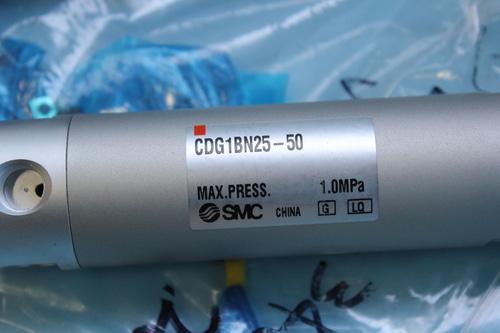 CDG1BN25-50
MAX.PRESS. 1.0MPa
SMC CHINA G LQ